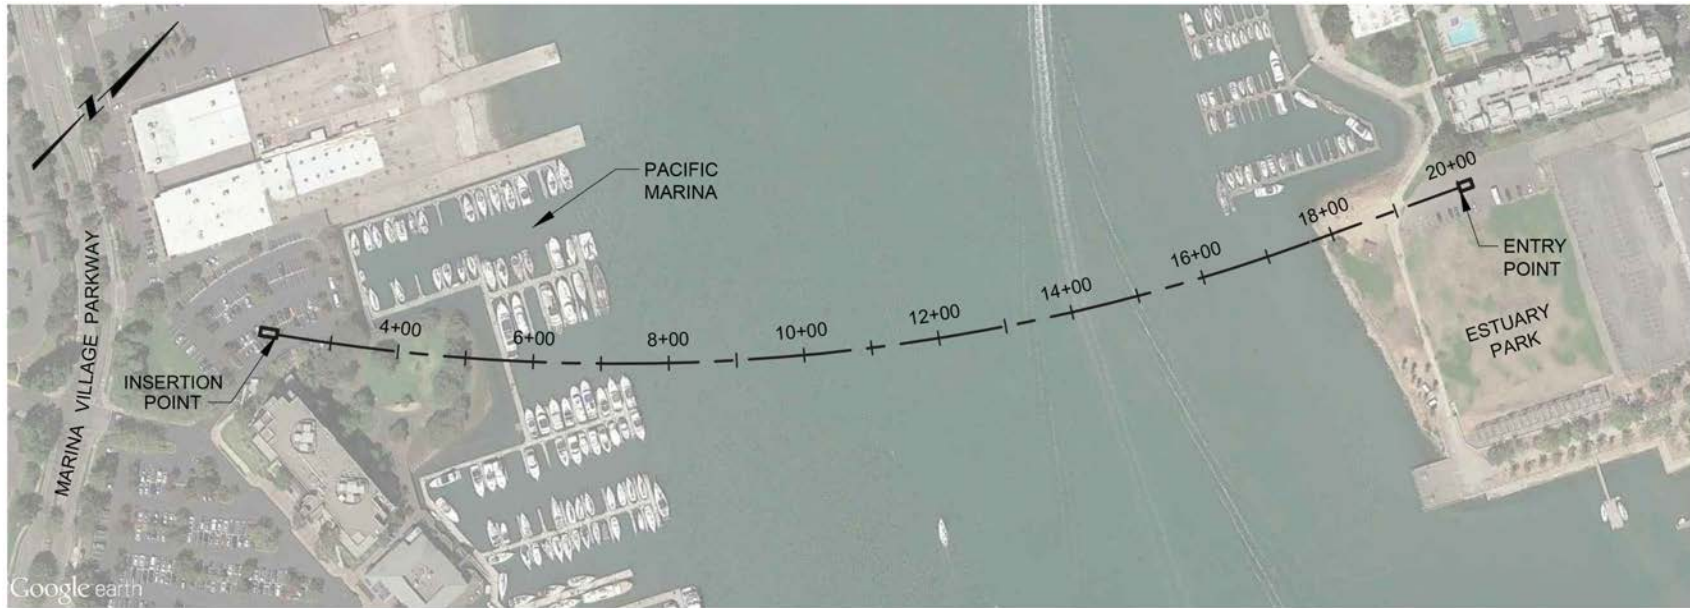 PACIFIC
MARINA
20+00
18+00
ENTRY
POINT
16+00
14+00
12+00
10+00
8+00
6+00
4+00
ESTUARY
PARK
INSERTION
POINT
MARINA VILLAGE PARKWAY
Google earth